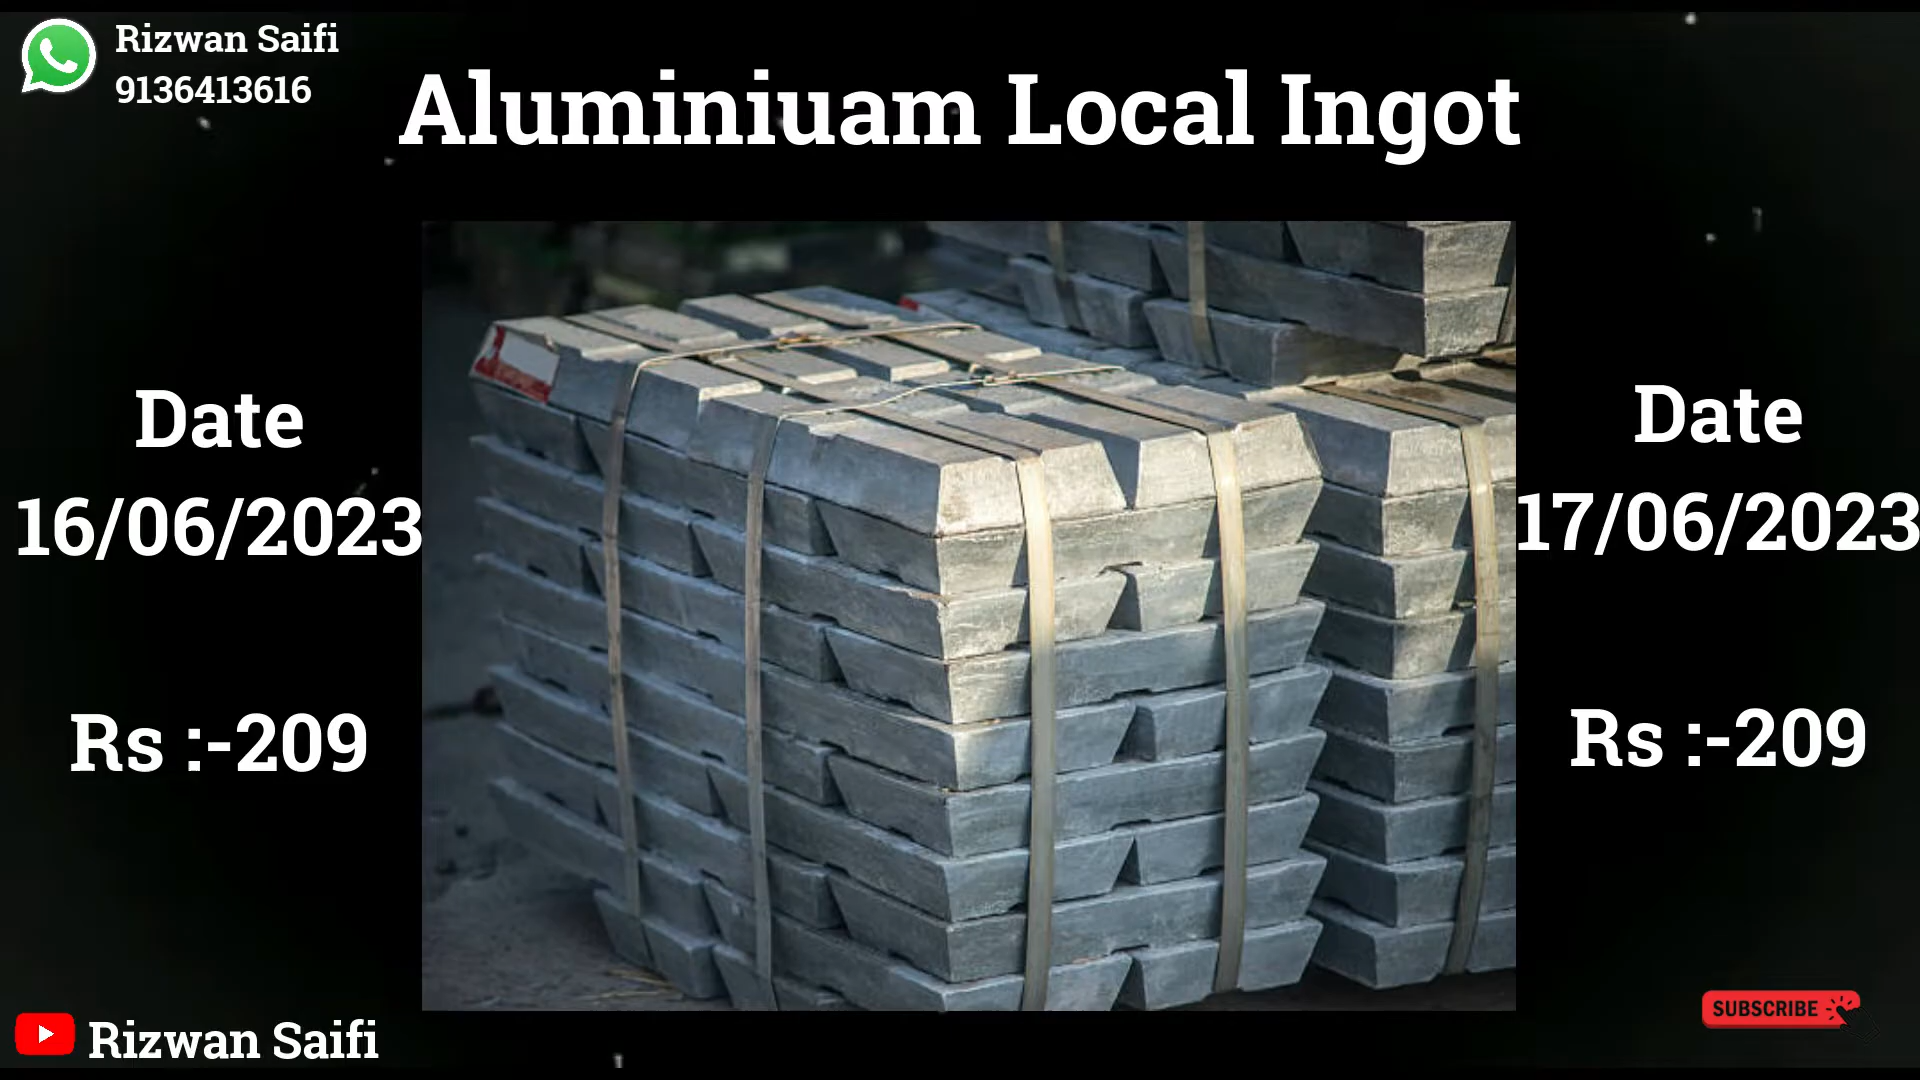 Rizwan Saifi
9136413616
Aluminiuam Local Ingot
Date
16/06/2023
Rs :-209
Date
17/06/2023
Rs :-209
Rizwan Saifi
SUBSCRIBE